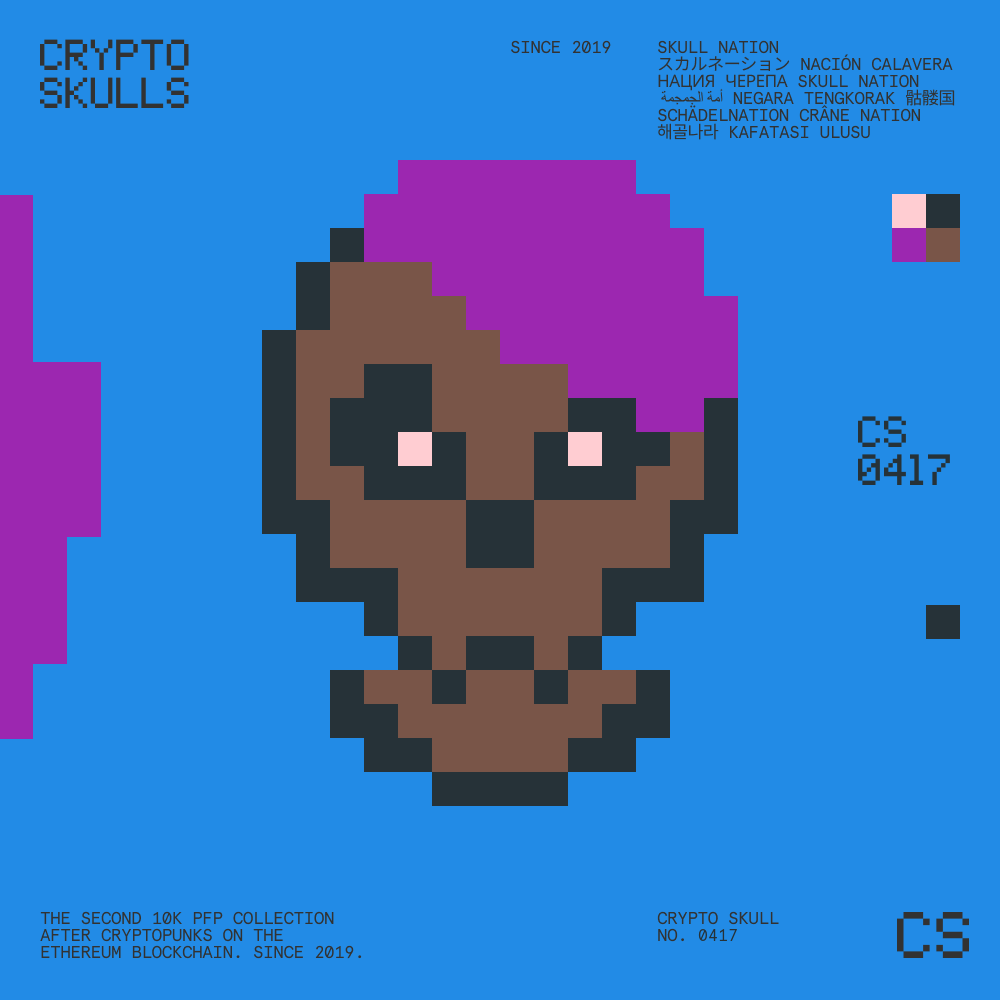 CRYPTO
SKULLS
SINCE 2019
SKULL NATION
スカルネーション NACIÓN CALAVERA
НАЦИЯ ЧЕРЕПА SKULL NATION
أمة الجمجمة NEGARA TENGKORAK 骷髅国
SCHÄDELNATION CRÂNE NATION
해골나라 KAFATASI ULUSU
CS
0417
THE SECOND 10K PFP COLLECTION
AFTER CRYPTOPUNKS ON THE
ETHEREUM BLOCKCHAIN. SINCE 2019.
CRYPTO SKULL
NO. 0417
CS